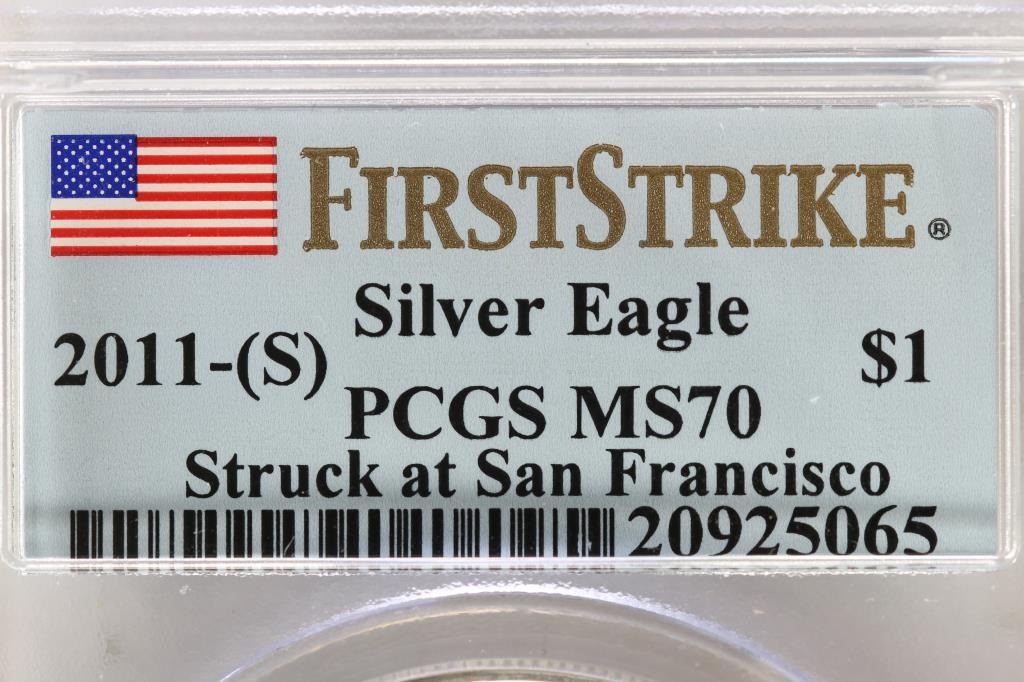 FIRSTSTRIKE®
Silver Eagle
2011-(S) $1
PCGS MS70
Struck at San Francisco
20925065